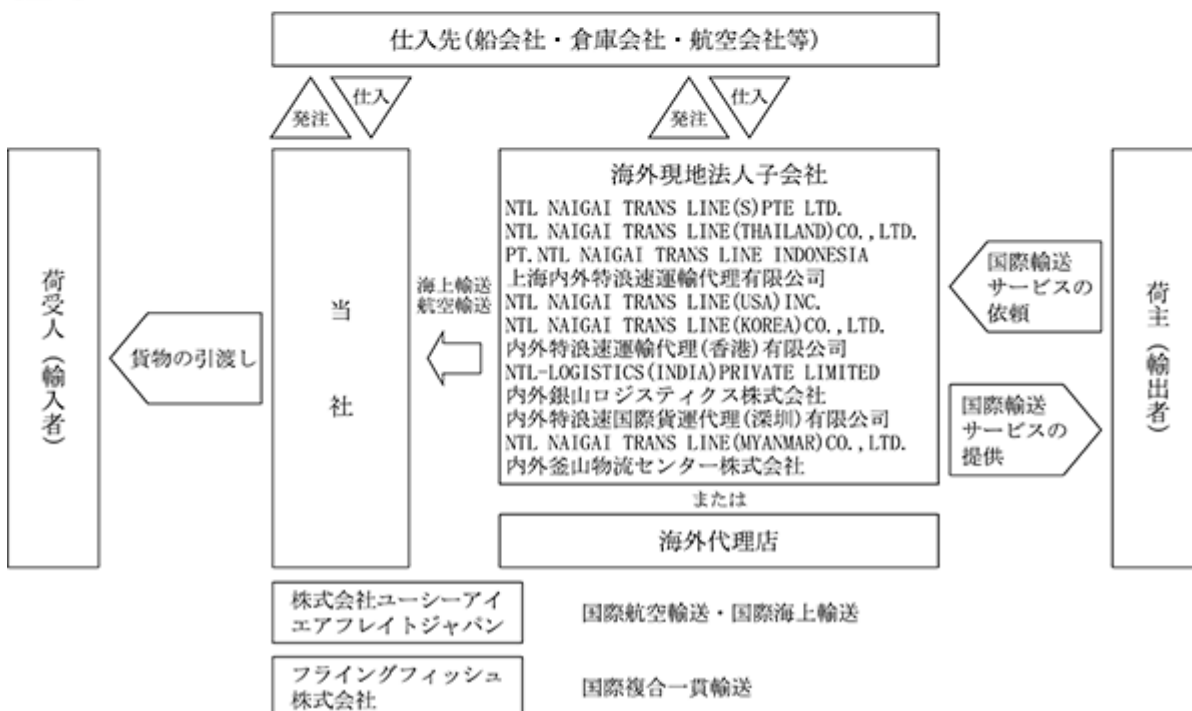 仕入先(船会社・倉庫会社・航空会社等)
発注
仕入
発注
仕入
荷受人(輸入者)
貨物の引渡し
当社
海上輸送
航空輸送
海外現地法人子会社
NTL NAIGAI TRANS LINE(S)PTE LTD.
NTL NAIGAI TRANS LINE(THAILAND)CO.,LTD.
PT.NTL NAIGAI TRANS LINE INDONESIA
上海内外特浪速運輸代理有限公司
NTL NAIGAI TRANS LINE(USA)INC.
NTL NAIGAI TRANS LINE(KOREA)CO.,LTD.
内外特浪速運輸代理(香港)有限公司
NTL-LOGISTICS(INDIA)PRIVATE LIMITED
内外銀山ロジスティクス株式会社
内外特浪速国際貨運代理(深圳)有限公司
NTL NAIGAI TRANS LINE(MYANMAR)CO.,LTD.
内外釜山物流センター株式会社
または
海外代理店
国際輸送
サービスの
依頼
国際輸送
サービスの
提供
荷主(輸出者)
株式会社ユーシーアイ
エアフレイトジャパン
国際航空輸送・国際海上輸送
フライングフィッシュ
株式会社
国際複合一貫輸送